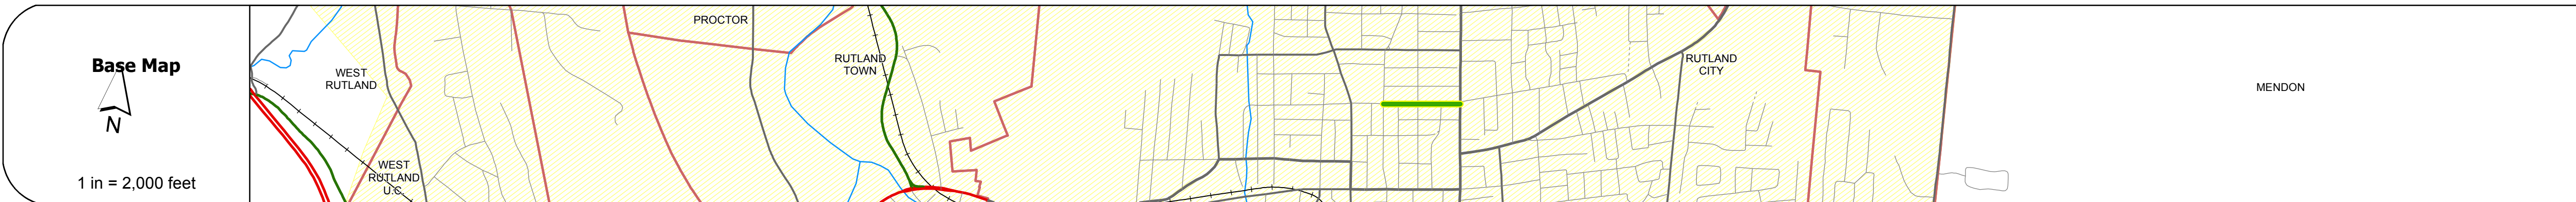 Base Map
N
1 in = 2,000 feet
WEST
RUTLAND
WEST
RUTLAND
U.C.
PROCTOR
RUTLAND
TOWN
RUTLAND
CITY
MENDON